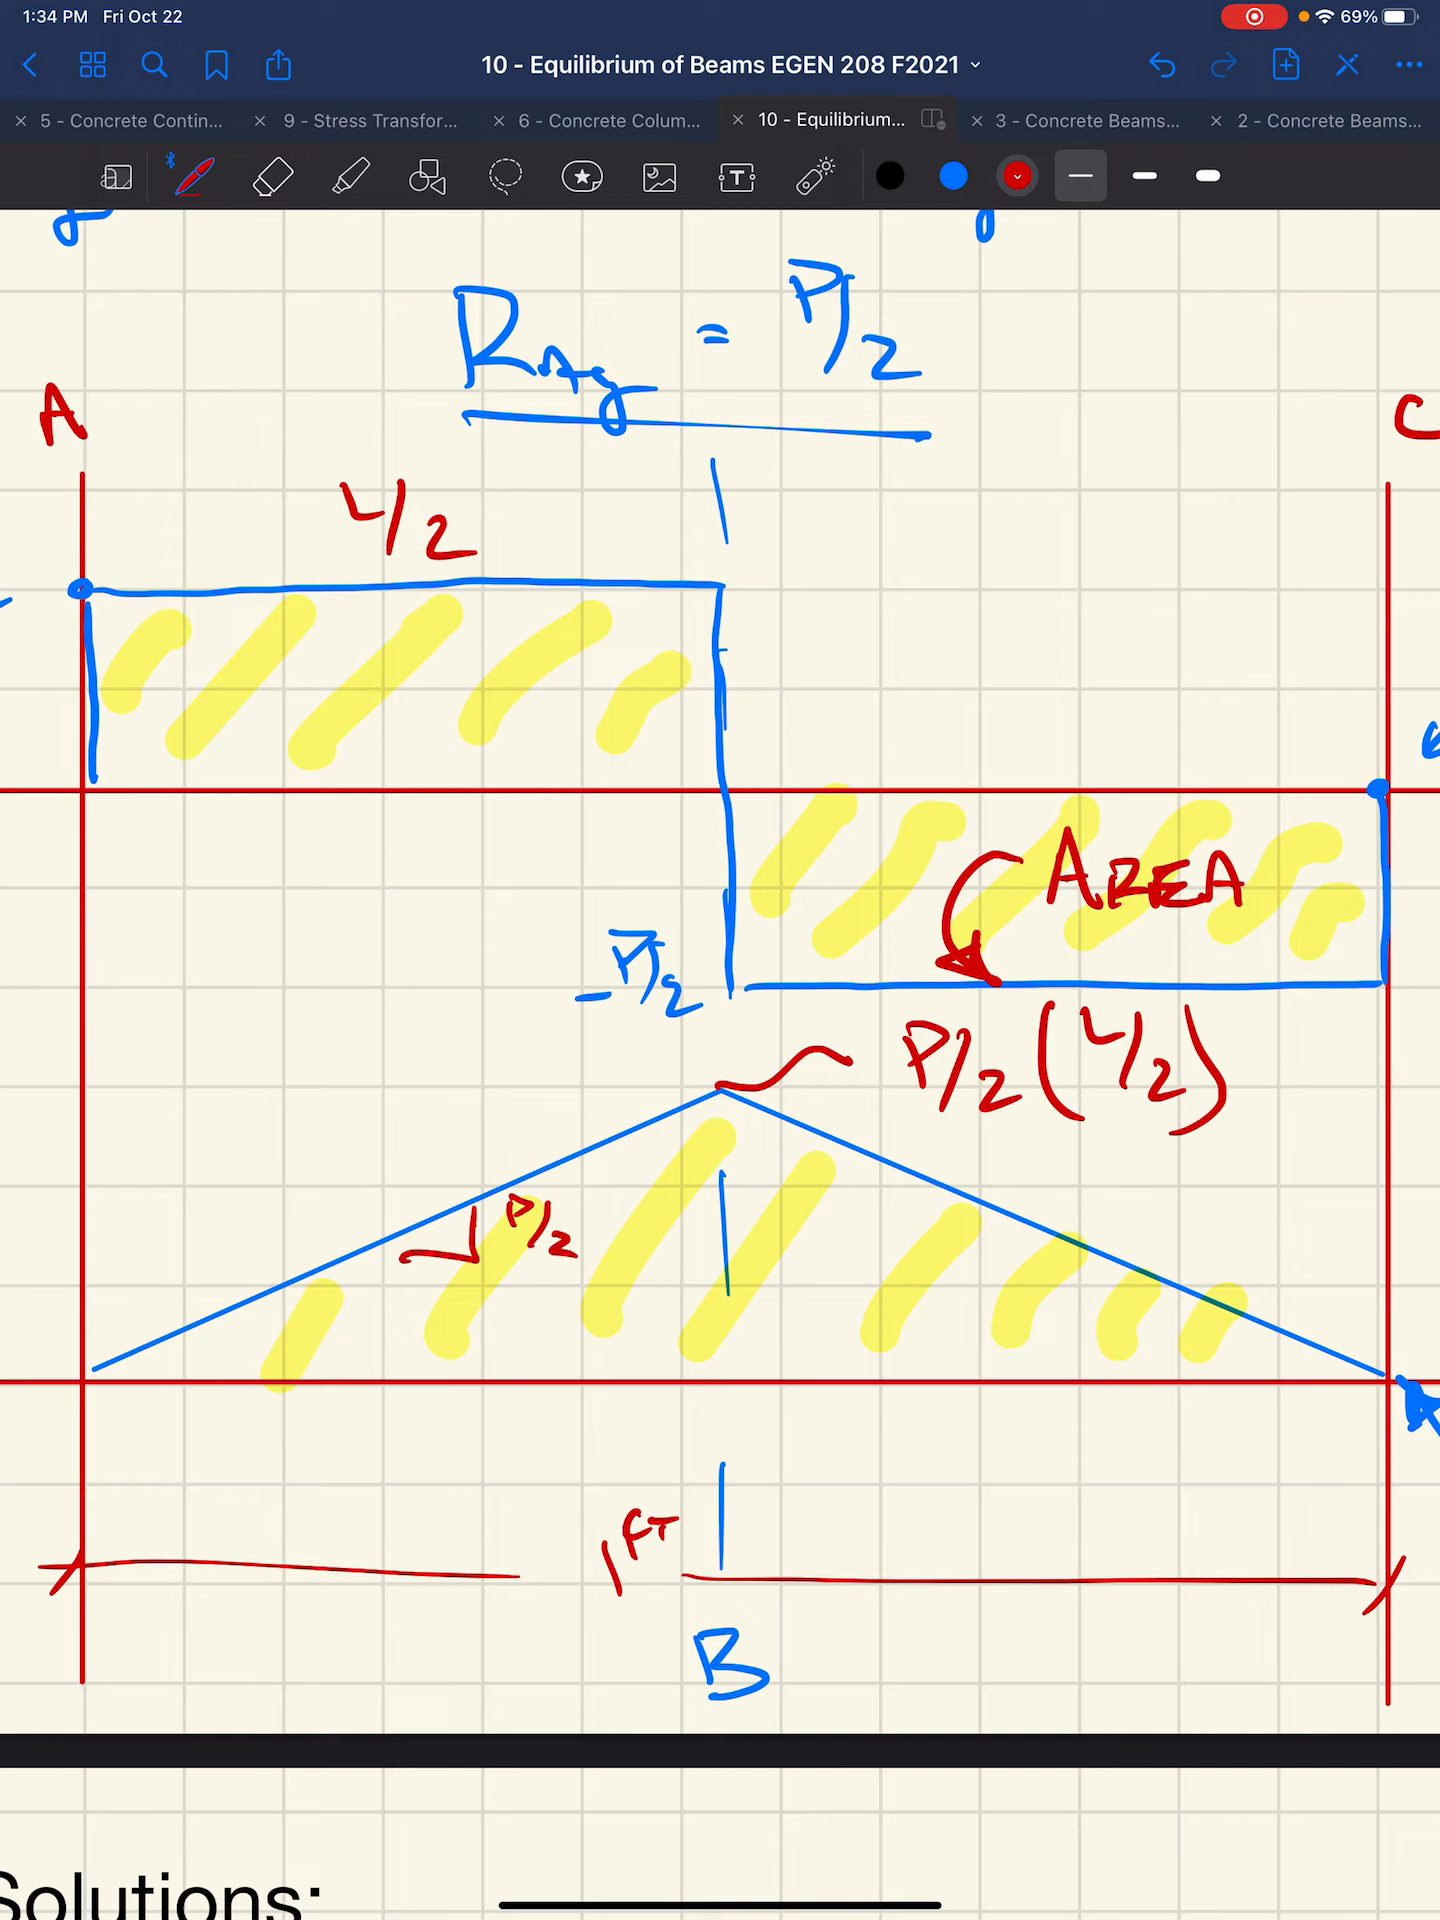 1:34 PM Fri Oct 22
69%
10 - Equilibrium of Beams EGEN 208 F2021
5 - Concrete Contin...
9 - Stress Transfor...
6 - Concrete Colum...
10 - Equilibrium...
3 - Concrete Beams...
2 - Concrete Beams...
RAy = P/2
A
C
L/2
AREA
-P/2
P/2 (L/2)
P/2
1 FT
B
Solutions: